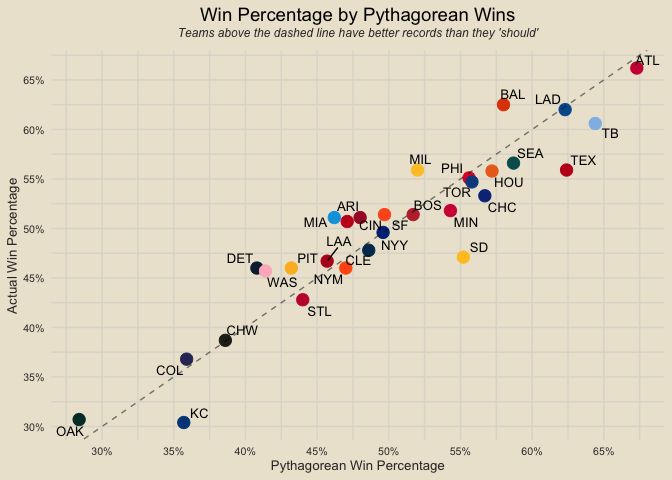 Win Percentage by Pythagorean Wins
Teams above the dashed line have better records than they 'should'
Actual Win Percentage
65%
60%
55%
50%
45%
40%
35%
30%
ATL
BAL
LAD
TB
MIL
PHI
SEA
TEX
TOR
HOU
ARI
BOS
CHC
MIA
CIN
SF
MIN
LAA
NYY
SD
DET
PIT
CLE
WAS
NYM
STL
CHW
COL
KC
OAK
30%
35%
40%
45%
50%
55%
60%
65%
Pythagorean Win Percentage